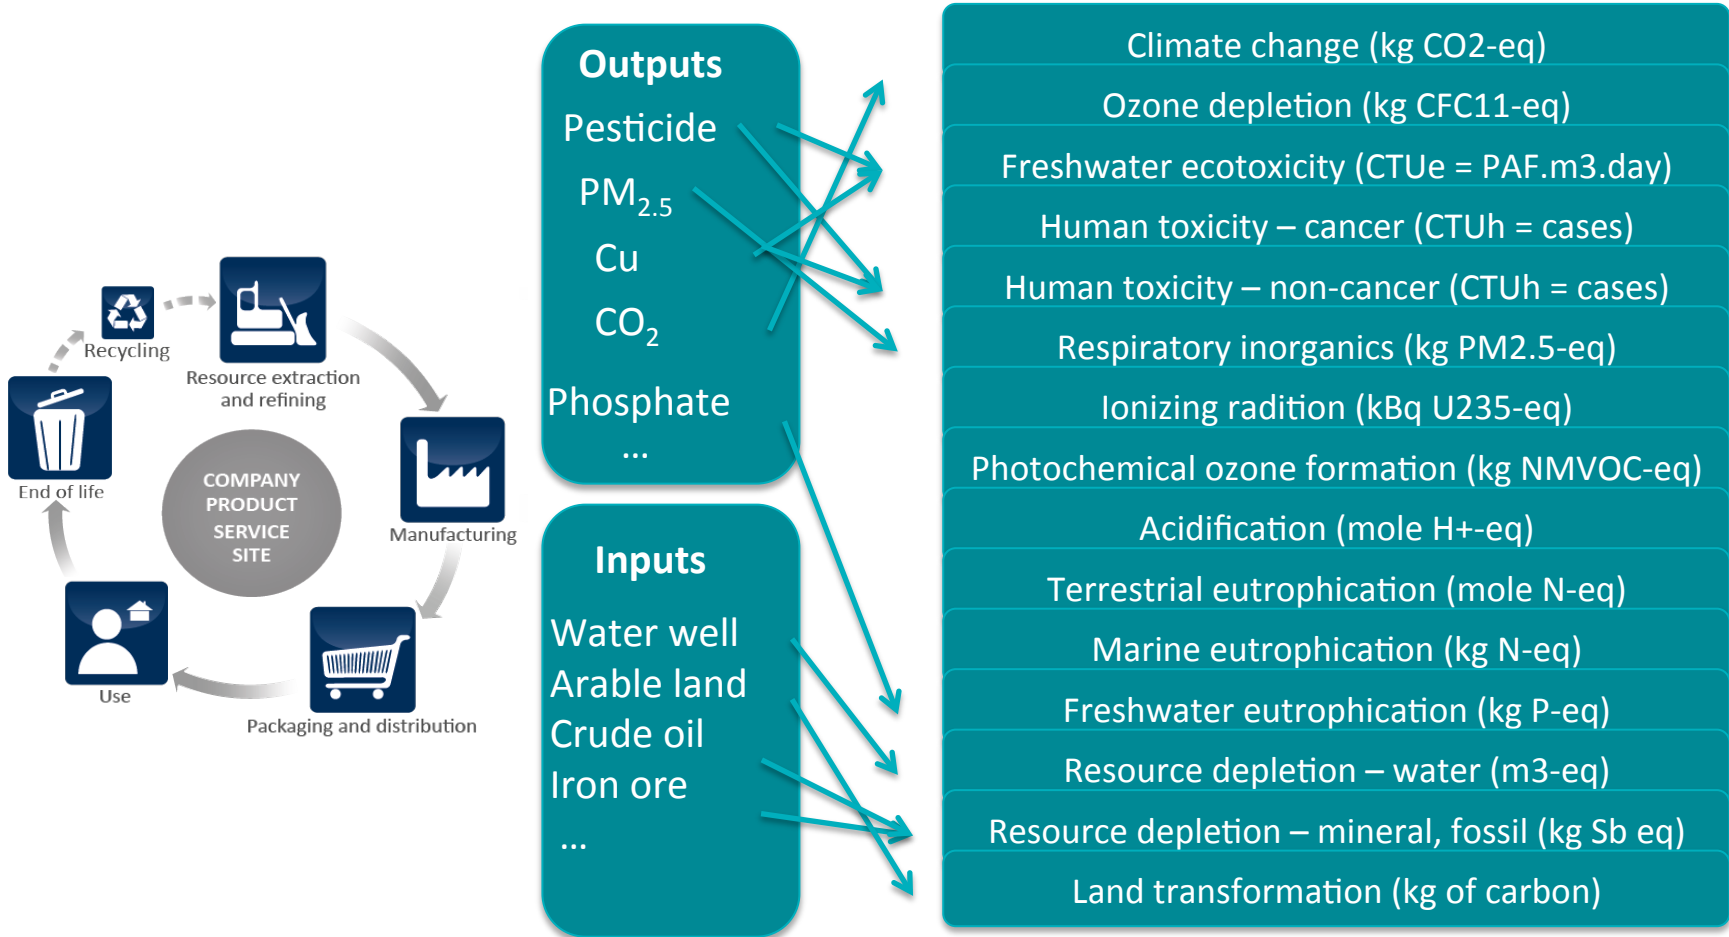 Recycling
Resource extraction
and refining
End of life
COMPANY
PRODUCT
SERVICE
SITE
Manufacturing
Use
Packaging and distribution
Outputs
Pesticide
PM2.5
Cu
CO2
Phosphate
...
Inputs
Water well
Arable land
Crude oil
Iron ore
...
Climate change (kg CO2-eq)
Ozone depletion (kg CFC11-eq)
Freshwater ecotoxicity (CTUe = PAF.m3.day)
Human toxicity – cancer (CTUh = cases)
Human toxicity – non-cancer (CTUh = cases)
Respiratory inorganics (kg PM2.5-eq)
Ionizing radition (kBq U235-eq)
Photochemical ozone formation (kg NMVOC-eq)
Acidification (mole H+-eq)
Terrestrial eutrophication (mole N-eq)
Marine eutrophication (kg N-eq)
Freshwater eutrophication (kg P-eq)
Resource depletion – water (m3-eq)
Resource depletion – mineral, fossil (kg Sb eq)
Land transformation (kg of carbon)